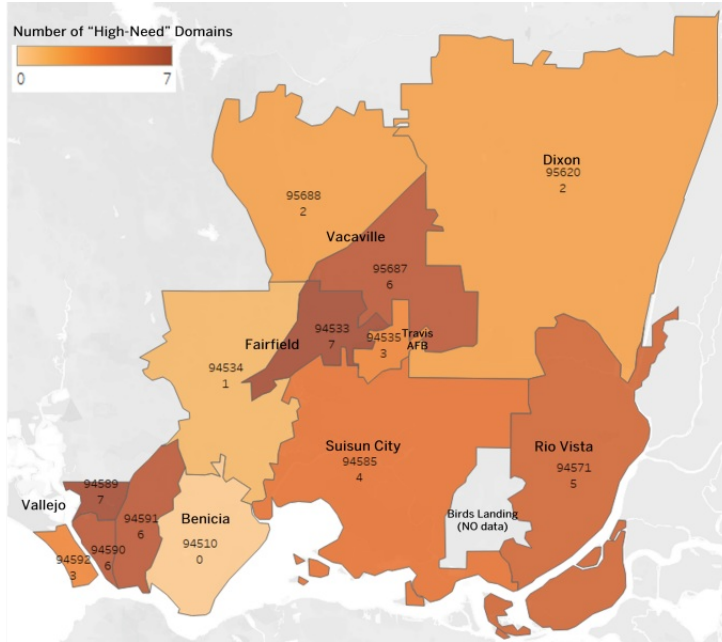 Number of “High-Need” Domains
0 7
Dixon
95620
2
95688
2
Vacaville
95687
6
94533
7
Fairfield
94535
3
Travis
AFB
94534
1
Suisun City
94585
4
Rio Vista
94571
5
Birds Landing
(NO data)
Vallejo
94589
7
94591
6
94590
6
94592
3
Benicia
94510
0